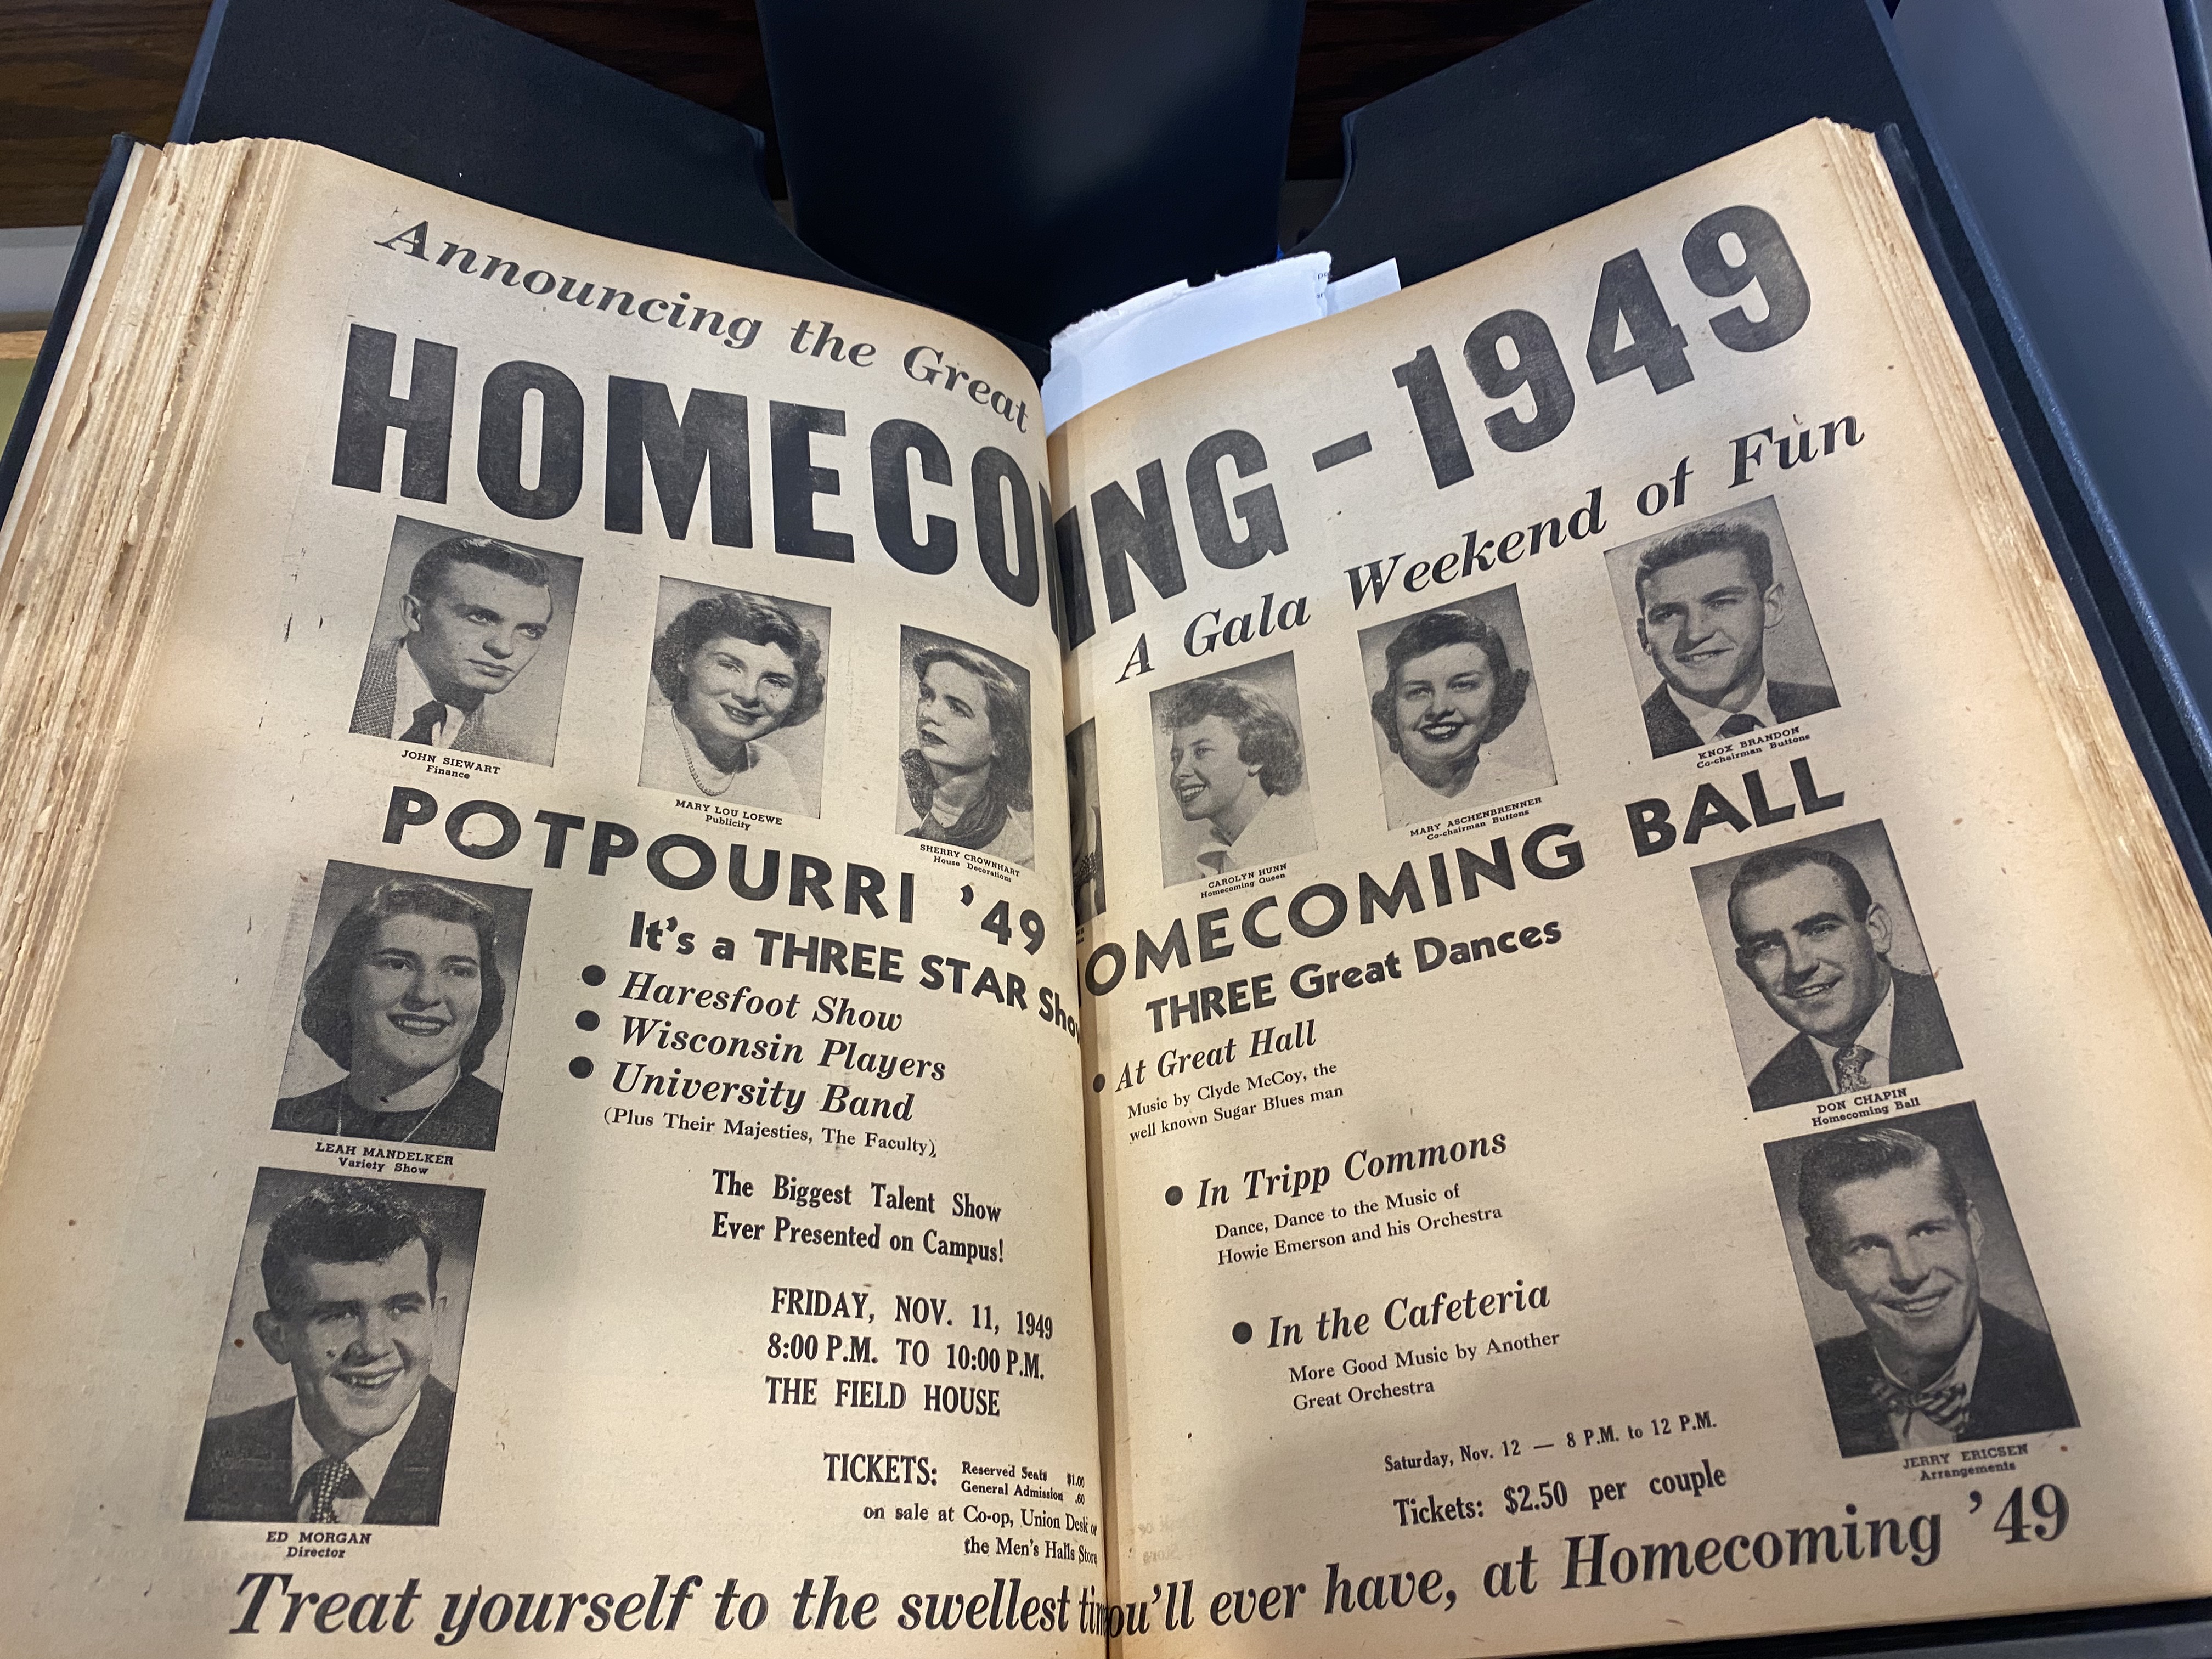 Announcing the Great
HOMECOMING - 1949
A Gala Weekend of Fun
JOHN SIEWART
Finance
MARY LOU LOEWE
Publicity
SHERRY CROWNHART
House Decorations
CAROLYN HUNN
Homecoming Queen
MARY ASCHENBRENNER
Co-chairman Buttons
KNOX BRANDON
Co-chairman Buttons
POTPOURRI '49
It's a THREE STAR Sho
• Haresfoot Show
• Wisconsin Players
• University Band
(Plus Their Majesties, The Faculty)
LEAH MANDELKER
Variety Show
The Biggest Talent Show
Ever Presented on Campus!
FRIDAY, NOV. 11, 1949
8:00 P.M. TO 10:00 P.M.
THE FIELD HOUSE
TICKETS: Reserved Seats $1.00
General Admission .60
on sale at Co-op, Union Desk or
the Men's Halls Store
ED MORGAN
Director
OMECOMING BALL
THREE Great Dances
• At Great Hall
Music by Clyde McCoy, the
well known Sugar Blues man
DON CHAPIN
Homecoming Ball
• In Tripp Commons
Dance, Dance to the Music of
Howie Emerson and his Orchestra
• In the Cafeteria
More Good Music by Another
Great Orchestra
JERRY ERICSEN
Arrangements
Saturday, Nov. 12 — 8 P.M. to 12 P.M.
Tickets: $2.50 per couple
Treat yourself to the swellest tim ou'll ever have, at Homecoming '49